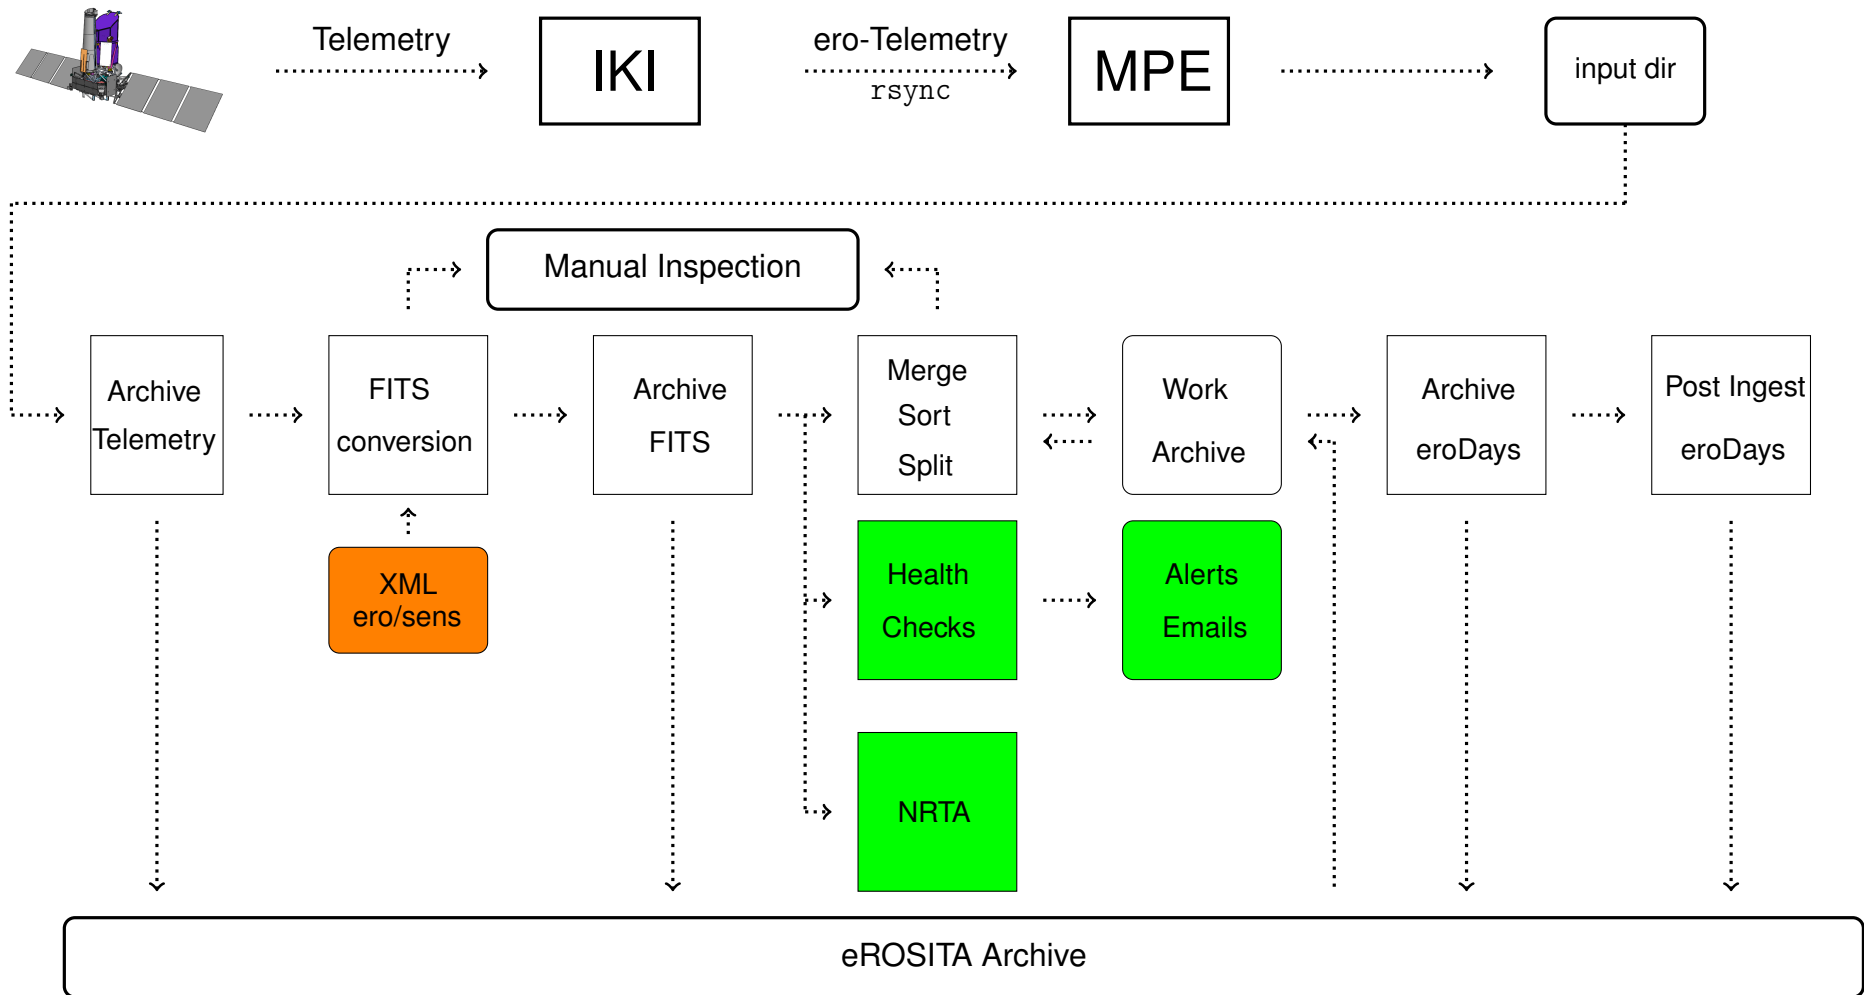 Telemetry
IKI
ero-Telemetry
rsync
MPE
input dir
Manual Inspection
Archive
Telemetry
FITS
conversion
Archive
FITS
Merge
Sort
Split
Work
Archive
Archive
eroDays
Post Ingest
eroDays
XML
ero/sens
Health
Checks
Alerts
Emails
NRTA
eROSITA Archive